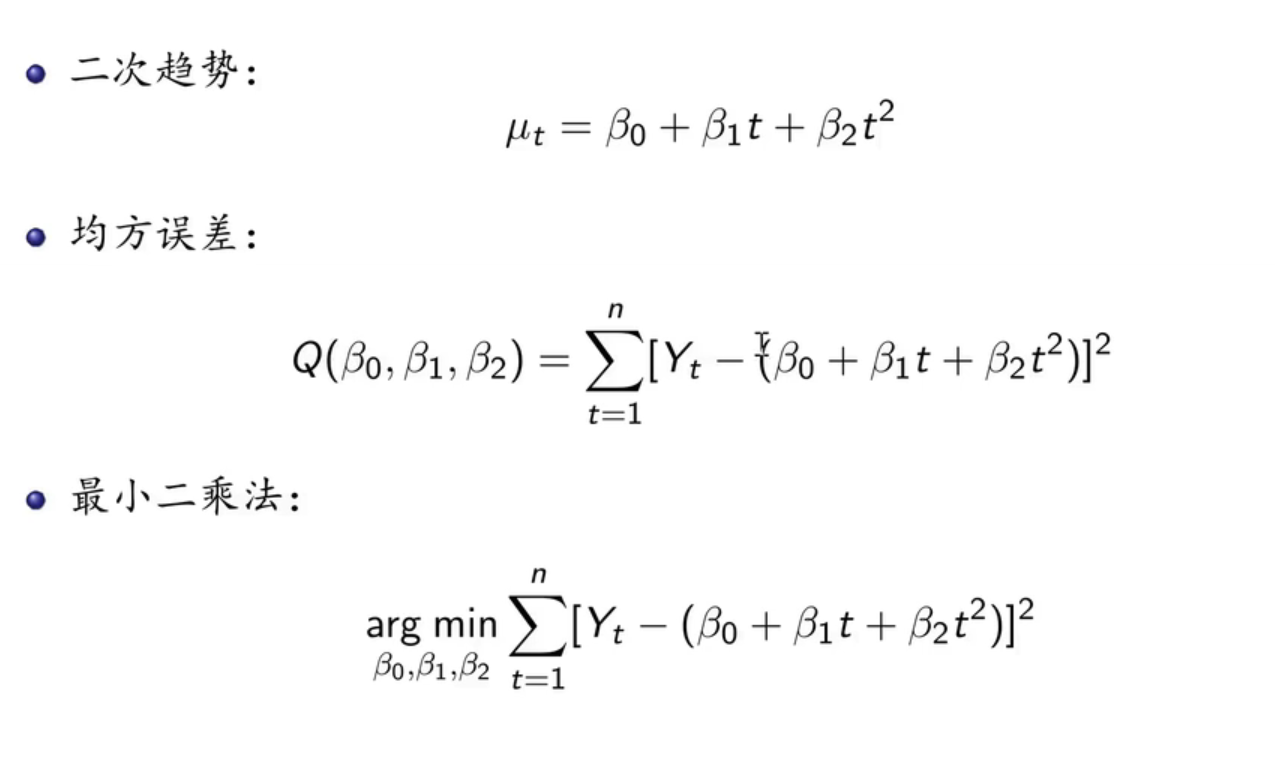 二次趋势:
μ_t = β_0 + β_1 t + β_2 t^2
均方误差:
Q(β_0, β_1, β_2) = \sum_{t=1}^{n} [Y_t − (β_0 + β_1 t + β_2 t^2)]^2
最小二乘法:
arg min_{β_0,β_1,β_2} \sum_{t=1}^{n} [Y_t − (β_0 + β_1 t + β_2 t^2)]^2